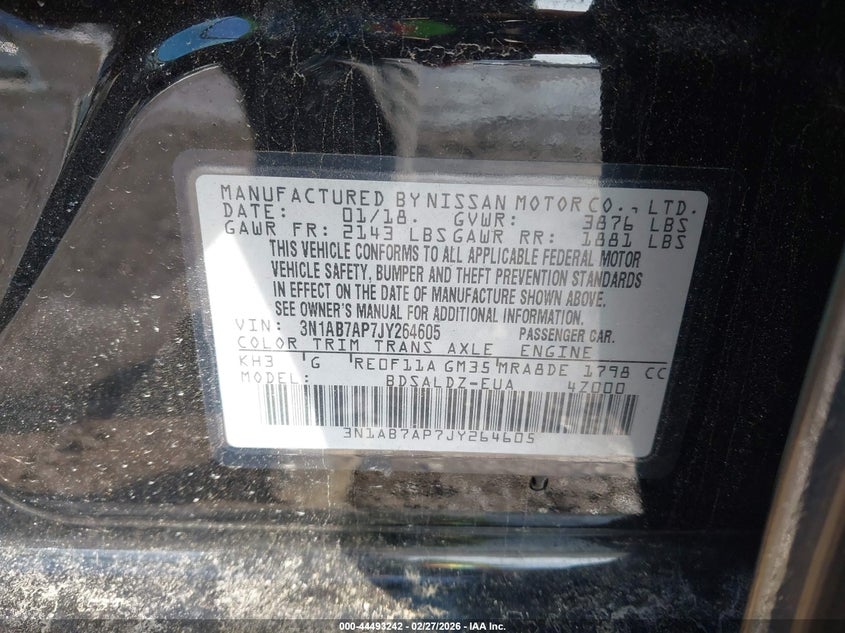 MANUFACTURED BY NISSAN MOTOR CO., LTD.
DATE: 01/18. GVWR: 3876 LBS
GAWR FR: 2143 LBS GAWR RR: 1881 LBS
THIS VEHICLE CONFORMS TO ALL APPLICABLE FEDERAL MOTOR
VEHICLE SAFETY, BUMPER AND THEFT PREVENTION STANDARDS
IN EFFECT ON THE DATE OF MANUFACTURE SHOWN ABOVE.
SEE OWNER'S MANUAL FOR ADDITIONAL INFORMATION.
VIN: 3N1AB7AP7JY264605 PASSENGER CAR.
COLOR TRIM TRANS AXLE ENGINE
KH3 G RE0F11A GM35 MRA8DE 1798 CC
MODEL: BDSALDZ-EUA 4Z000
3N1AB7AP7JY264605
000-44493242 - 02/27/2026 - IAA Inc.